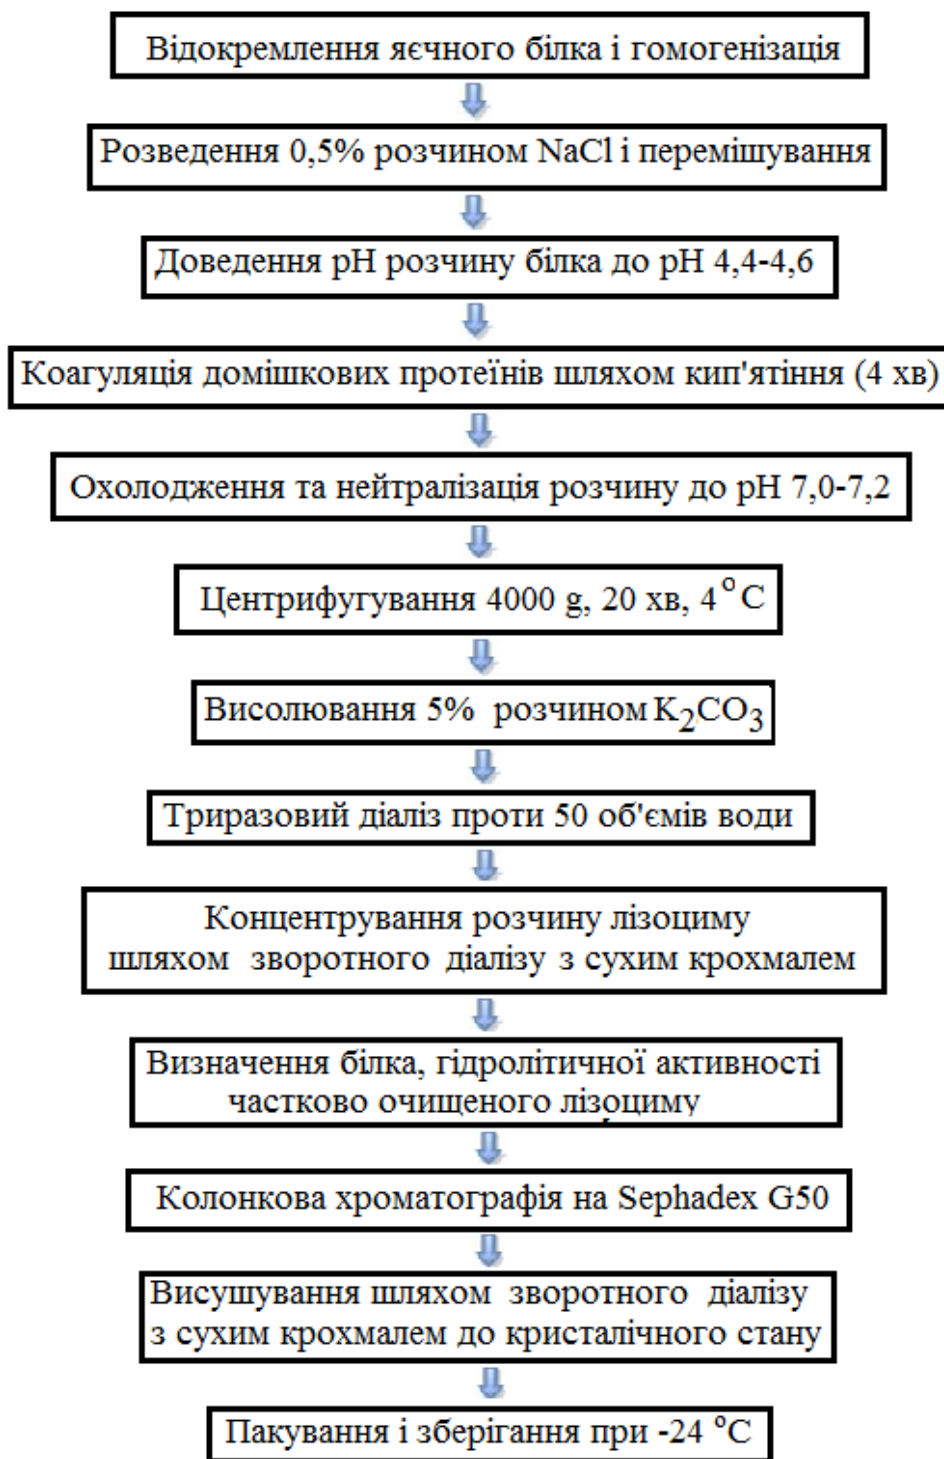 Відокремлення яєчного білка і гомогенізація
Розведення 0,5% розчином NaCl і перемішування
Доведення pH розчину білка до pH 4,4-4,6
Коагуляція домішкових протеїнів шляхом кип'ятіння (4 хв)
Охолодження та нейтралізація розчину до pH 7,0-7,2
Центрифугування 4000 g, 20 хв, 4 °C
Висолювання 5% розчином K₂CO₃
Триразовий діаліз проти 50 об'ємів води
Концентрування розчину лізоциму
шляхом зворотного діалізу з сухим крохмалем
Визначення білка, гідролітичної активності
частково очищеного лізоциму
Колонкова хроматографія на Sephadex G50
Висушування шляхом зворотного діалізу
з сухим крохмалем до кристалічного стану
Пакування і зберігання при -24 °C